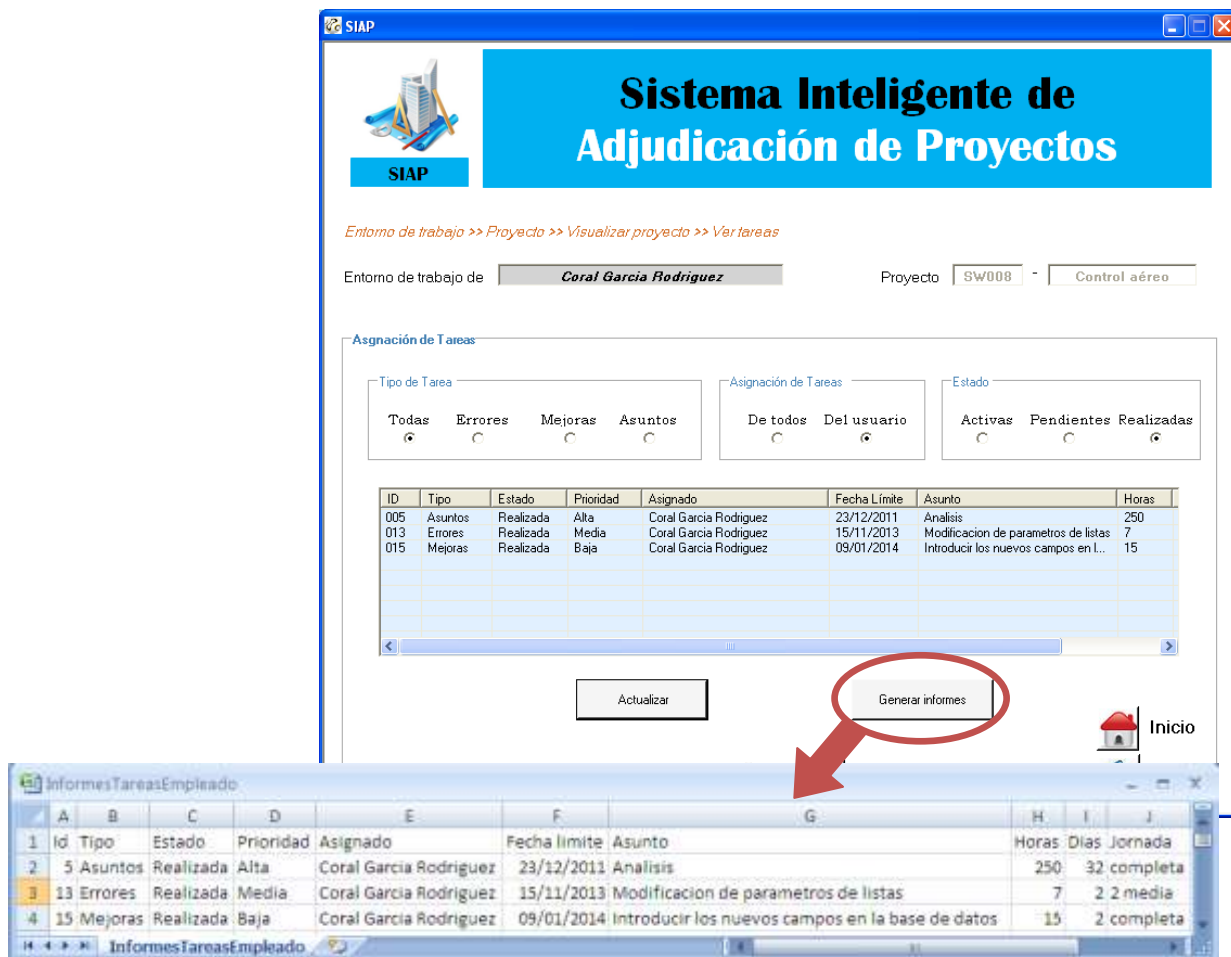 SIAP
Sistema Inteligente de
Adjudicación de Proyectos
SIAP
Entorno de trabajo >> Proyecto >> Visualizar proyecto >> Ver tareas
Entorno de trabajo de Coral Garcia Rodriguez Proyecto SW008 - Control aéreo
Asgnación de Tareas
Tipo de Tarea Asignación de Tareas Estado
Todas Errores Mejoras Asuntos De todos Del usuario Activas Pendientes Realizadas
ID Tipo Estado Prioridad Asignado Fecha Límite Asunto Horas
005 Asuntos Realizada Alta Coral Garcia Rodriguez 23/12/2011 Analisis 250
013 Errores Realizada Media Coral Garcia Rodriguez 15/11/2013 Modificacion de parametros de listas 7
015 Mejoras Realizada Baja Coral Garcia Rodriguez 09/01/2014 Introducir los nuevos campos en l... 15
Actualizar Generar informes
Inicio
InformesTareasEmpleado
A B C D E F G H I J
1 Id Tipo Estado Prioridad Asignado Fecha limite Asunto Horas Dias Jornada
2 5 Asuntos Realizada Alta Coral Garcia Rodriguez 23/12/2011 Analisis 250 32 completa
3 13 Errores Realizada Media Coral Garcia Rodriguez 15/11/2013 Modificacion de parametros de listas 7 2 2 media
4 15 Mejoras Realizada Baja Coral Garcia Rodriguez 09/01/2014 Introducir los nuevos campos en la base de datos 15 2 completa
InformesTareasEmpleado